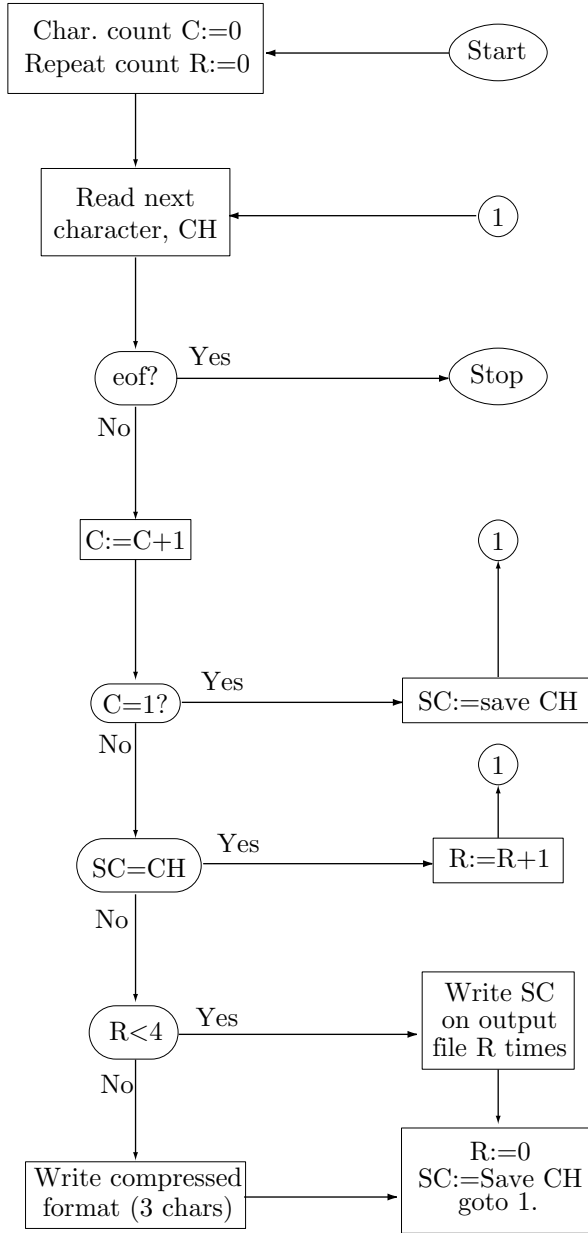 Char. count C:=0
Repeat count R:=0
Start
Read next
character, CH
1
eof?
Yes
Stop
No
C:=C+1
1
C=1?
Yes
SC:=save CH
No
1
SC=CH
Yes
R:=R+1
No
R<4
Yes
Write SC
on output
file R times
No
Write compressed
format (3 chars)
R:=0
SC:=Save CH
goto 1.